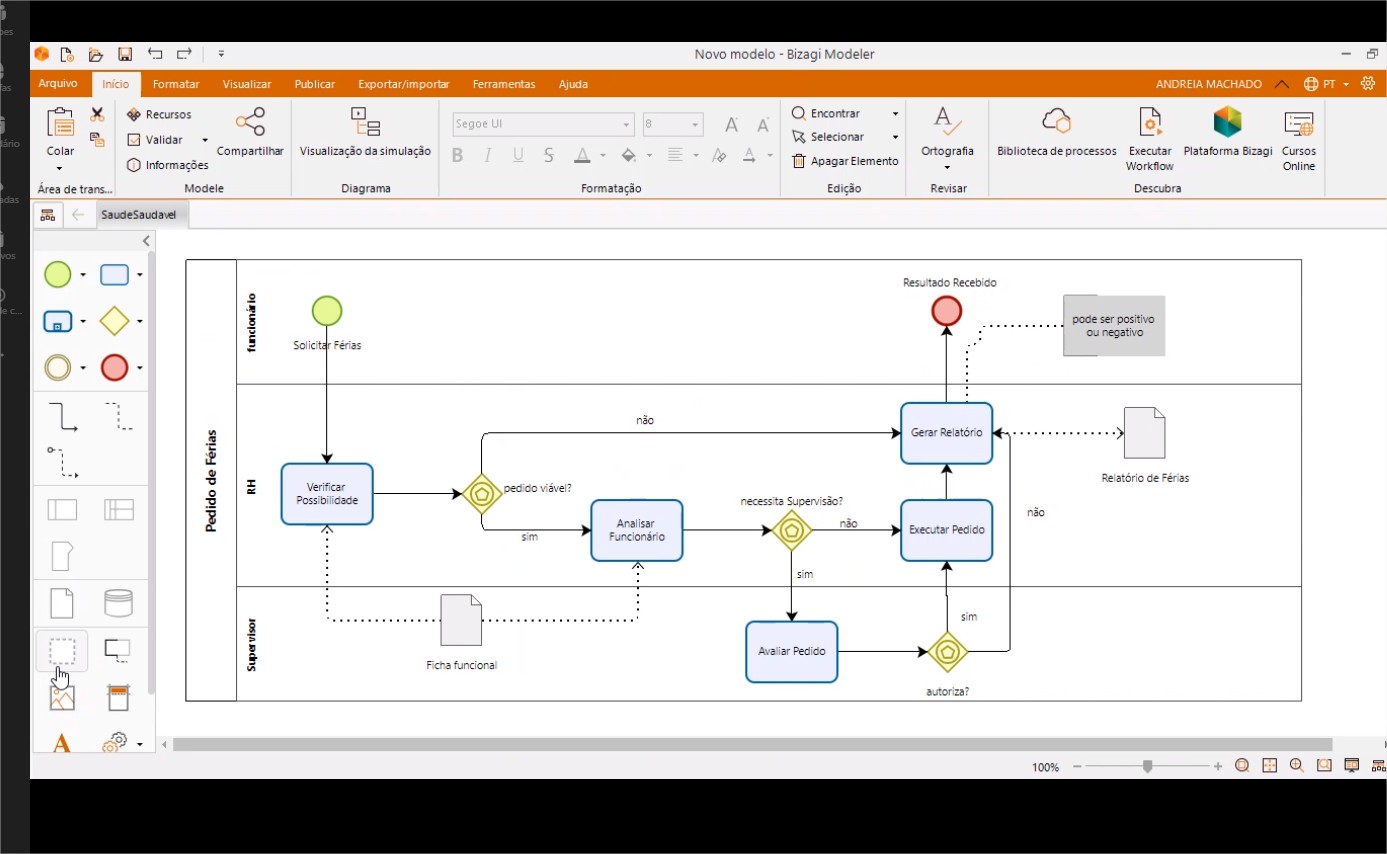 Novo modelo - Bizagi Modeler
Arquivo Início Formatar Visualizar Publicar Exportar/importar Ferramentas Ajuda ANDREIA MACHADO PT
Colar
Área de trans...
Recursos
Validar
Informações
Compartilhar
Modele
Visualização da simulação
Diagrama
Segoe UI 8
B I U S A
Formatação
Encontrar
Selecionar
Apagar Elemento
Edição
Ortografia
Revisar
Biblioteca de processos
Executar
Workflow
Plataforma Bizagi
Cursos
Online
Descubra
SaudeSaudavel
Pedido de Férias
funcionário
Solicitar Férias
Resultado Recebido
pode ser positivo
ou negativo
RH
Verificar
Possibilidade
pedido viável?
não
sim
Analisar
Funcionário
necessita Supervisão?
não
sim
Gerar Relatório
Executar Pedido
Relatório de Férias
não
Supervisor
Ficha funcional
Avaliar Pedido
sim
autoriza?
A
100%